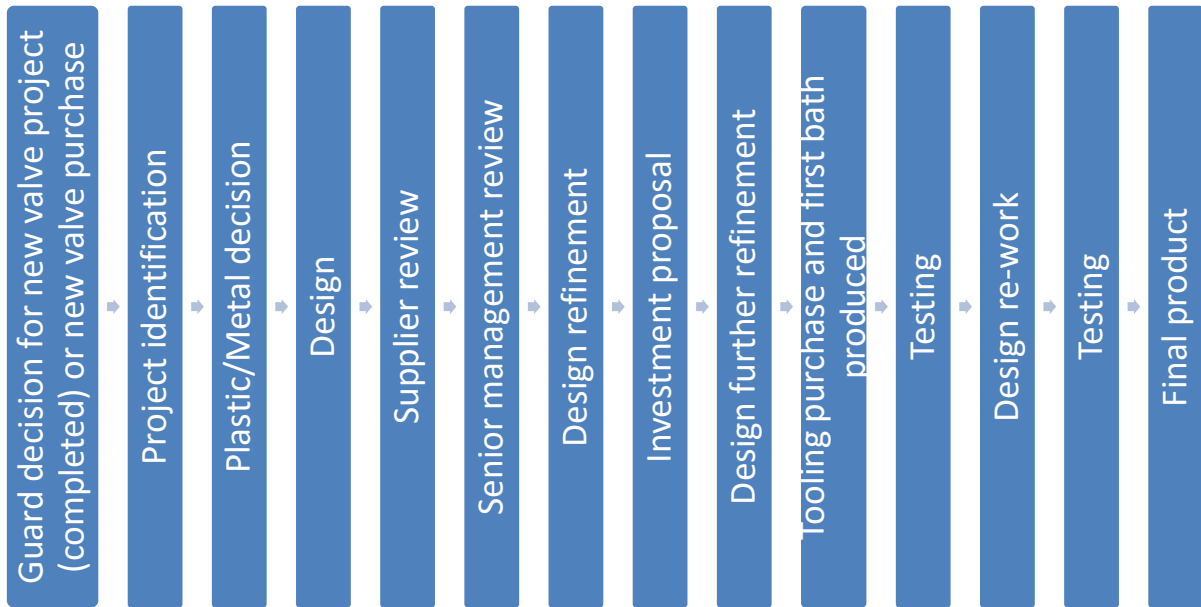 Guard decision for new valve project
(completed) or new valve purchase
Project identification
Plastic/Metal decision
Design
Supplier review
Senior management review
Design refinement
Investment proposal
Design further refinement
Tooling purchase and first bath
produced
Testing
Design re-work
Testing
Final product